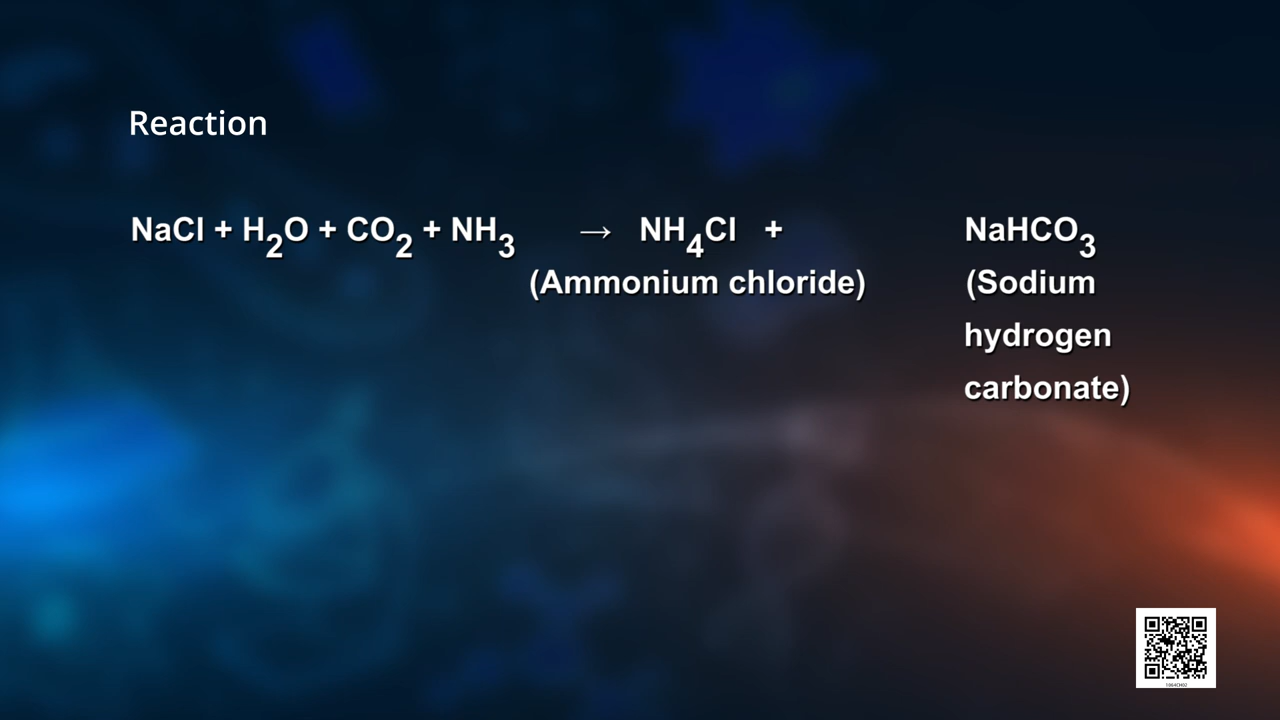 Reaction
NaCl + H₂O + CO₂ + NH₃ → NH₄Cl + NaHCO₃
(Ammonium chloride) (Sodium
hydrogen
carbonate)